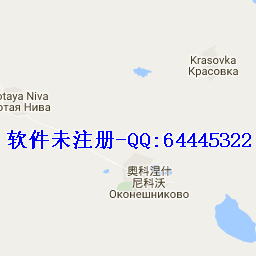 Krasovka
Красовка
otaya Niva
отая Нива
软件未注册-QQ:64445322
奥科涅什
尼科沃
Оконешниково